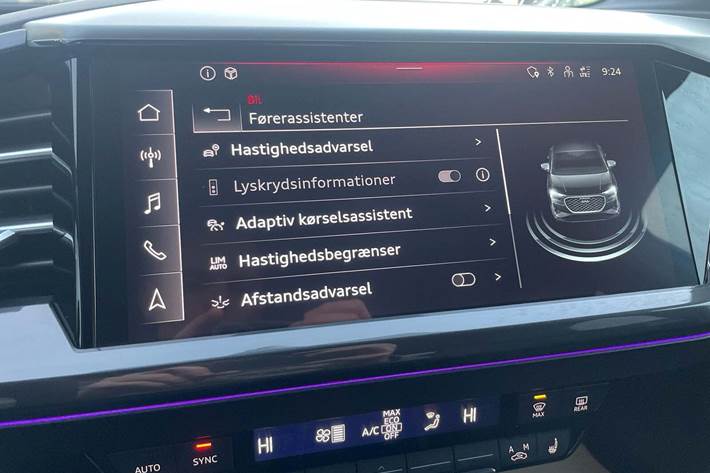 9:24
Bil
Førerassistenter
Hastighedsadvarsel
Lyskrydsinformationer
Adaptiv kørselsassistent
LIM AUTO Hastighedsbegrænser
Afstandsadvarsel
AUTO
SYNC
HI
A/C
MAX
ECO
ON
OFF
HI
MAX
REAR
A M